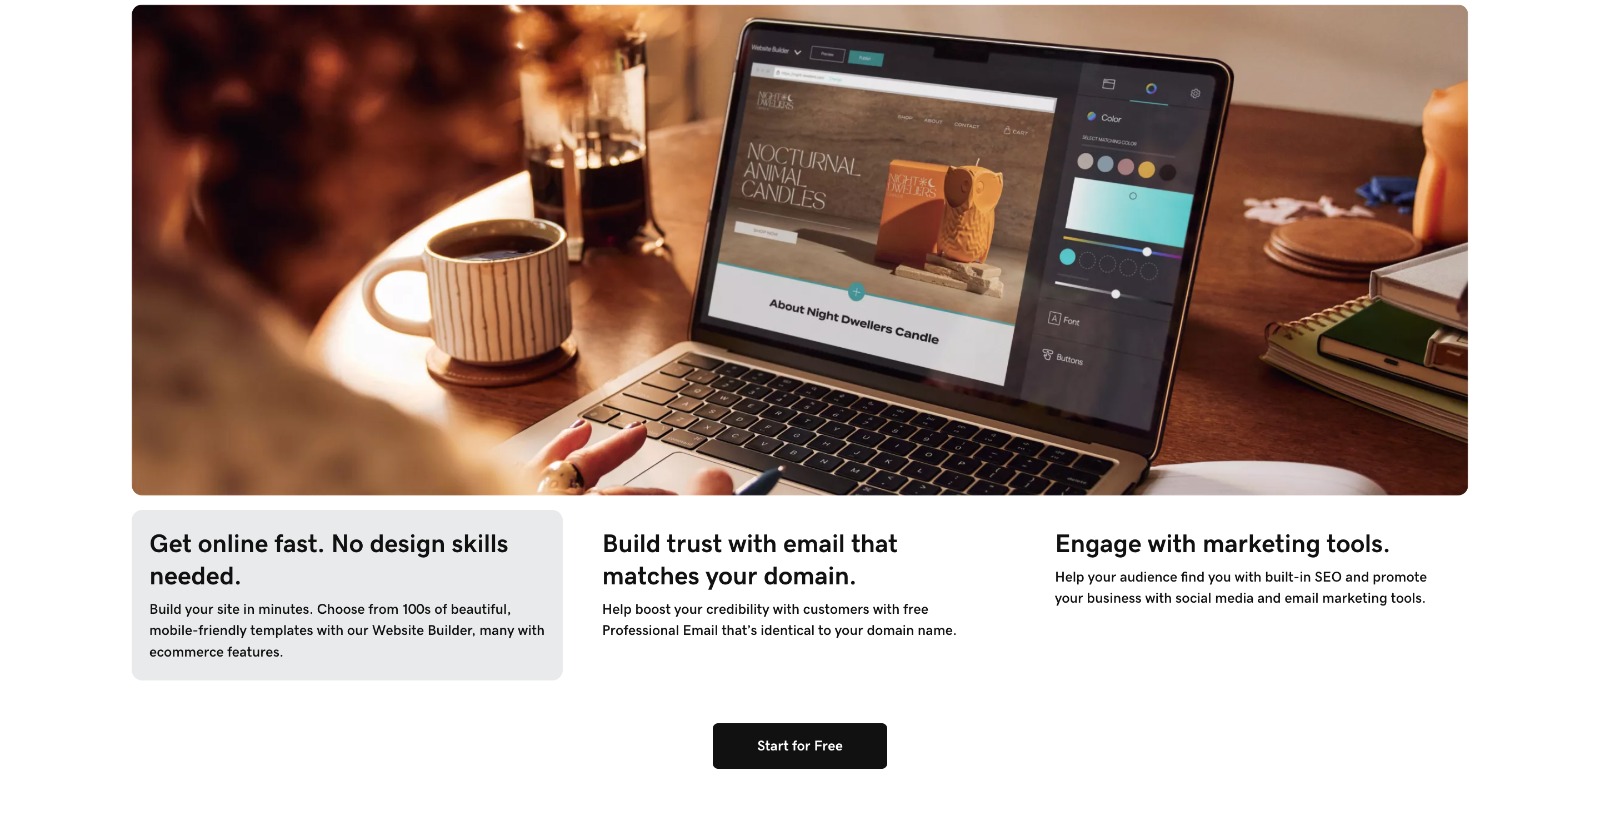 Website Builder
Preview
Publish
NIGHT
DWELLERS
SHOP ABOUT CONTACT CART
NOCTURNAL
ANIMAL
CANDLES
SHOP NOW
NIGHT
DWELLERS
About Night Dwellers Candle
Color
SELECT MATCHING COLOR
Font
Buttons
Get online fast. No design skills
needed.
Build your site in minutes. Choose from 100s of beautiful,
mobile-friendly templates with our Website Builder, many with
ecommerce features.
Build trust with email that
matches your domain.
Help boost your credibility with customers with free
Professional Email that's identical to your domain name.
Engage with marketing tools.
Help your audience find you with built-in SEO and promote
your business with social media and email marketing tools.
Start for Free